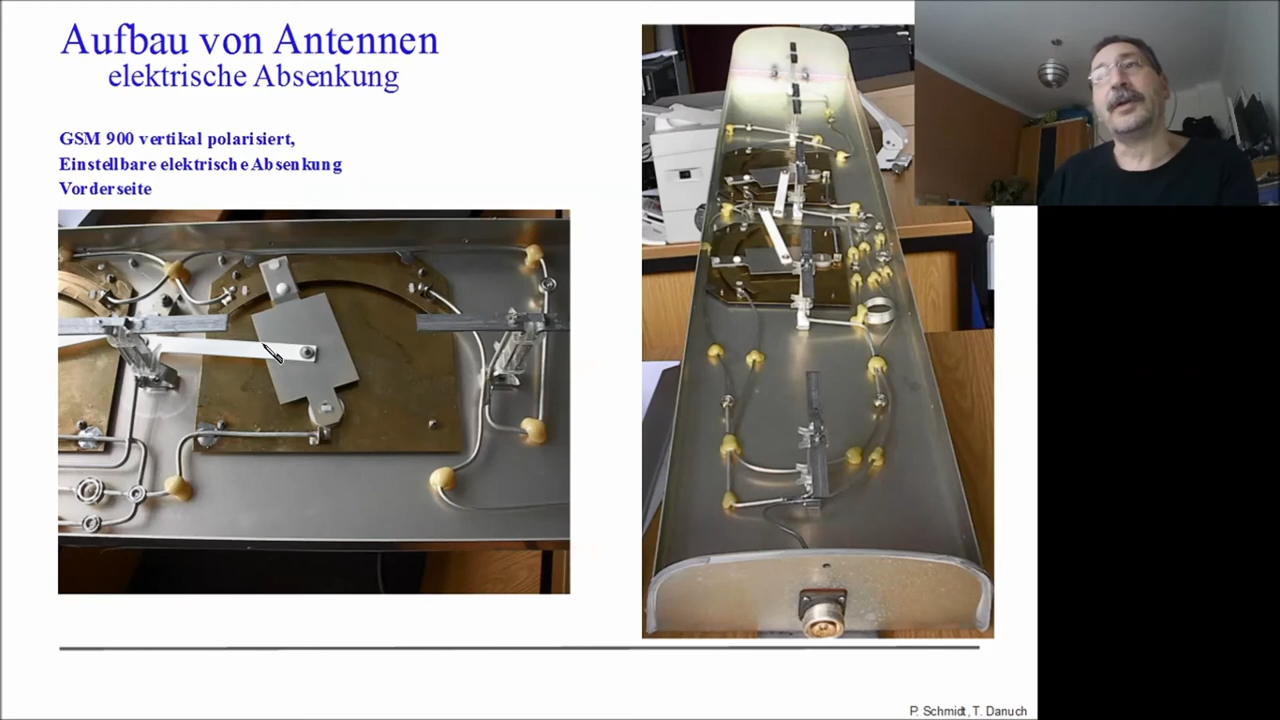 Aufbau von Antennen
elektrische Absenkung
GSM 900 vertikal polarisiert,
Einstellbare elektrische Absenkung
Vorderseite
P. Schmidt, T. Danuch